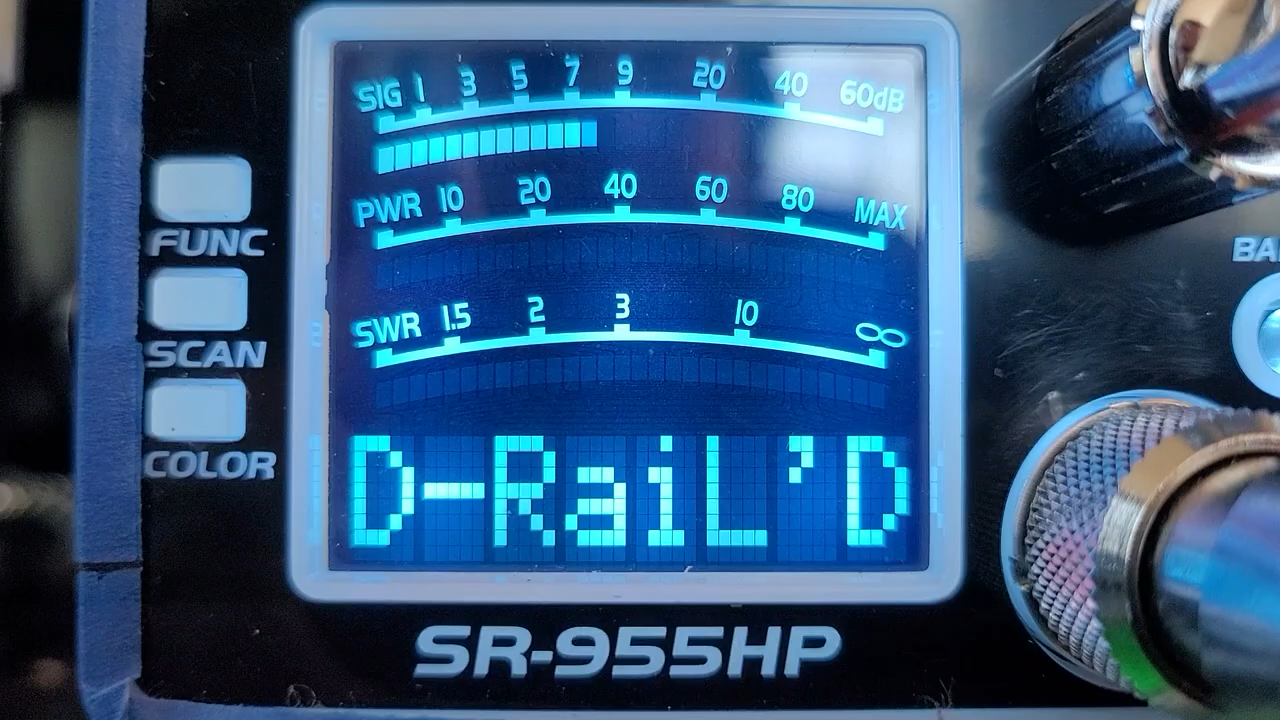 SIG 1 3 5 7 9 20 40 60dB
PWR 10 20 40 60 80 MAX
FUNC
SWR 1.5 2 3 10 ∞
SCAN
COLOR
D-RaiL'D
SR-955HP